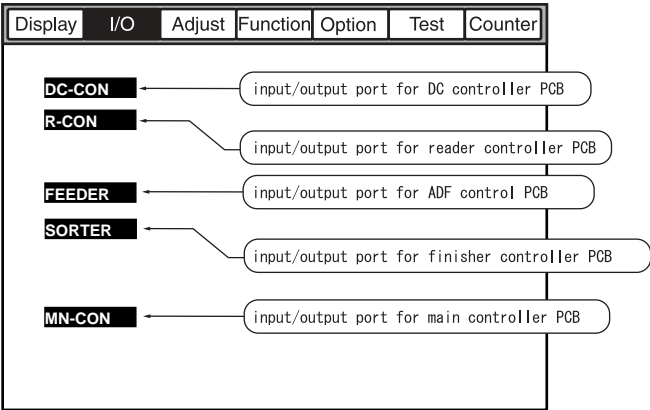 Display I/O Adjust Function Option Test Counter
DC-CON input/output port for DC controller PCB
R-CON
input/output port for reader controller PCB
FEEDER input/output port for ADF control PCB
SORTER
input/output port for finisher controller PCB
MN-CON input/output port for main controller PCB